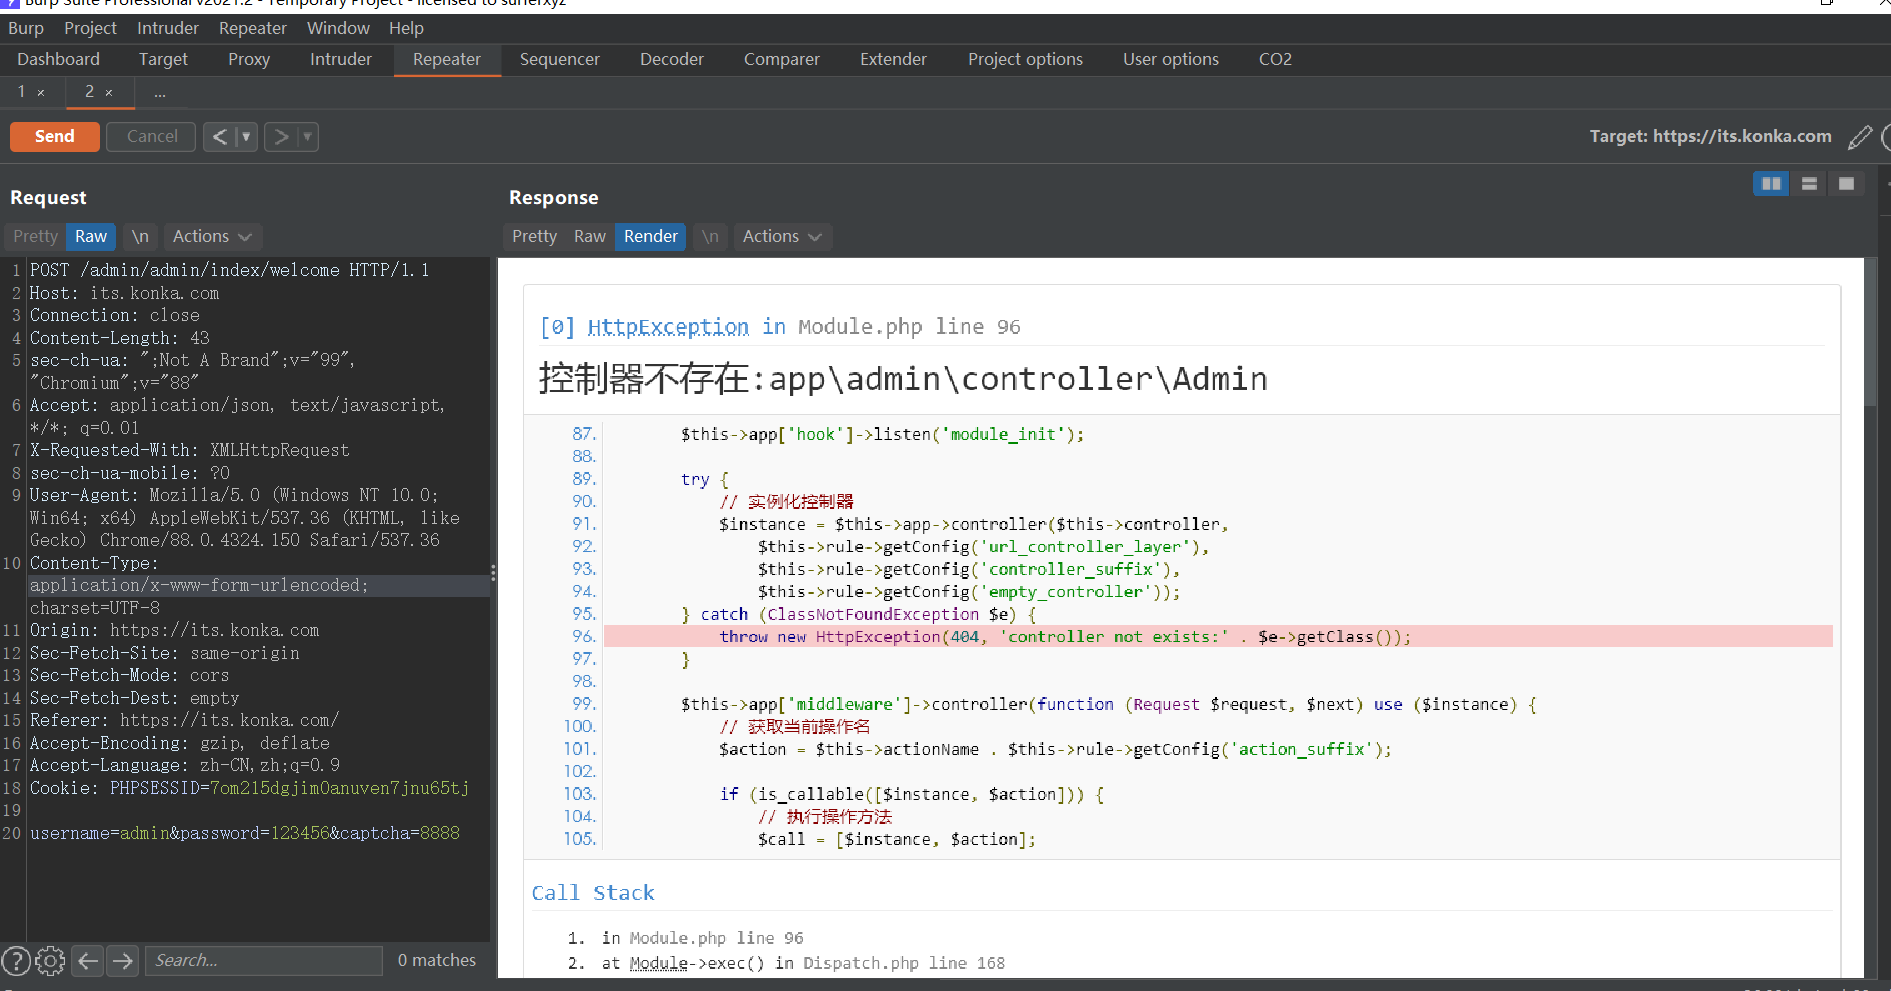 Burp Suite Professional v2021.2 - Temporary Project - licensed to surferxyz
Burp Project Intruder Repeater Window Help
Dashboard Target Proxy Intruder Repeater Sequencer Decoder Comparer Extender Project options User options CO2
1 × 2 × ...
Send Cancel < ▼ > ▼ Target: https://its.konka.com
Request
Pretty Raw \n Actions
1 POST /admin/admin/index/welcome HTTP/1.1
2 Host: its.konka.com
3 Connection: close
4 Content-Length: 43
5 sec-ch-ua: ";Not A Brand";v="99",
"Chromium";v="88"
6 Accept: application/json, text/javascript,
*/*; q=0.01
7 X-Requested-With: XMLHttpRequest
8 sec-ch-ua-mobile: ?0
9 User-Agent: Mozilla/5.0 (Windows NT 10.0;
Win64; x64) AppleWebKit/537.36 (KHTML, like
Gecko) Chrome/88.0.4324.150 Safari/537.36
10 Content-Type:
application/x-www-form-urlencoded;
charset=UTF-8
11 Origin: https://its.konka.com
12 Sec-Fetch-Site: same-origin
13 Sec-Fetch-Mode: cors
14 Sec-Fetch-Dest: empty
15 Referer: https://its.konka.com/
16 Accept-Encoding: gzip, deflate
17 Accept-Language: zh-CN,zh;q=0.9
18 Cookie: PHPSESSID=7om215dgjim0anuven7jnu65tj
19
20 username=admin&password=123456&captcha=8888
Search... 0 matches
Response
Pretty Raw Render \n Actions
[0] HttpException in Module.php line 96
控制器不存在:app\admin\controller\Admin
87. $this->app['hook']->listen('module_init');
88.
89. try {
90. // 实例化控制器
91. $instance = $this->app->controller($this->controller,
92. $this->rule->getConfig('url_controller_layer'),
93. $this->rule->getConfig('controller_suffix'),
94. $this->rule->getConfig('empty_controller'));
95. } catch (ClassNotFoundException $e) {
96. throw new HttpException(404, 'controller not exists:' . $e->getClass());
97. }
98.
99. $this->app['middleware']->controller(function (Request $request, $next) use ($instance) {
100. // 获取当前操作名
101. $action = $this->actionName . $this->rule->getConfig('action_suffix');
102.
103. if (is_callable([$instance, $action])) {
104. // 执行操作方法
105. $call = [$instance, $action];
Call Stack
1. in Module.php line 96
2. at Module->exec() in Dispatch.php line 168